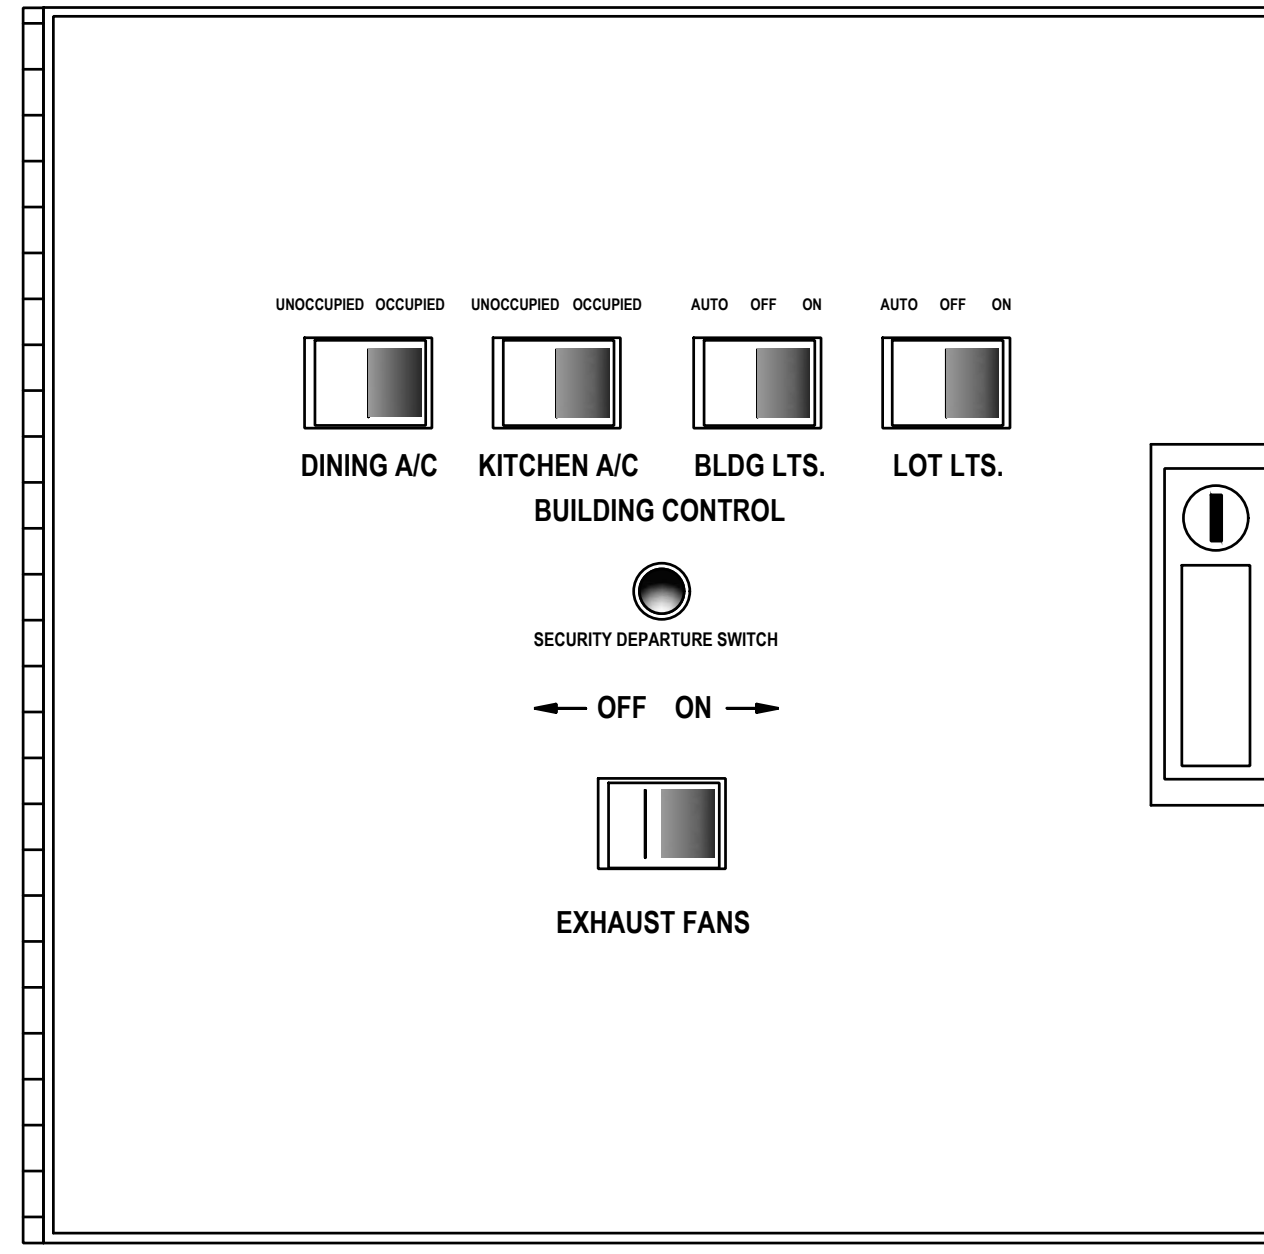 UNOCCUPIED OCCUPIED UNOCCUPIED OCCUPIED AUTO OFF ON AUTO OFF ON
DINING A/C KITCHEN A/C BLDG LTS. LOT LTS.
BUILDING CONTROL
SECURITY DEPARTURE SWITCH
OFF ON
EXHAUST FANS